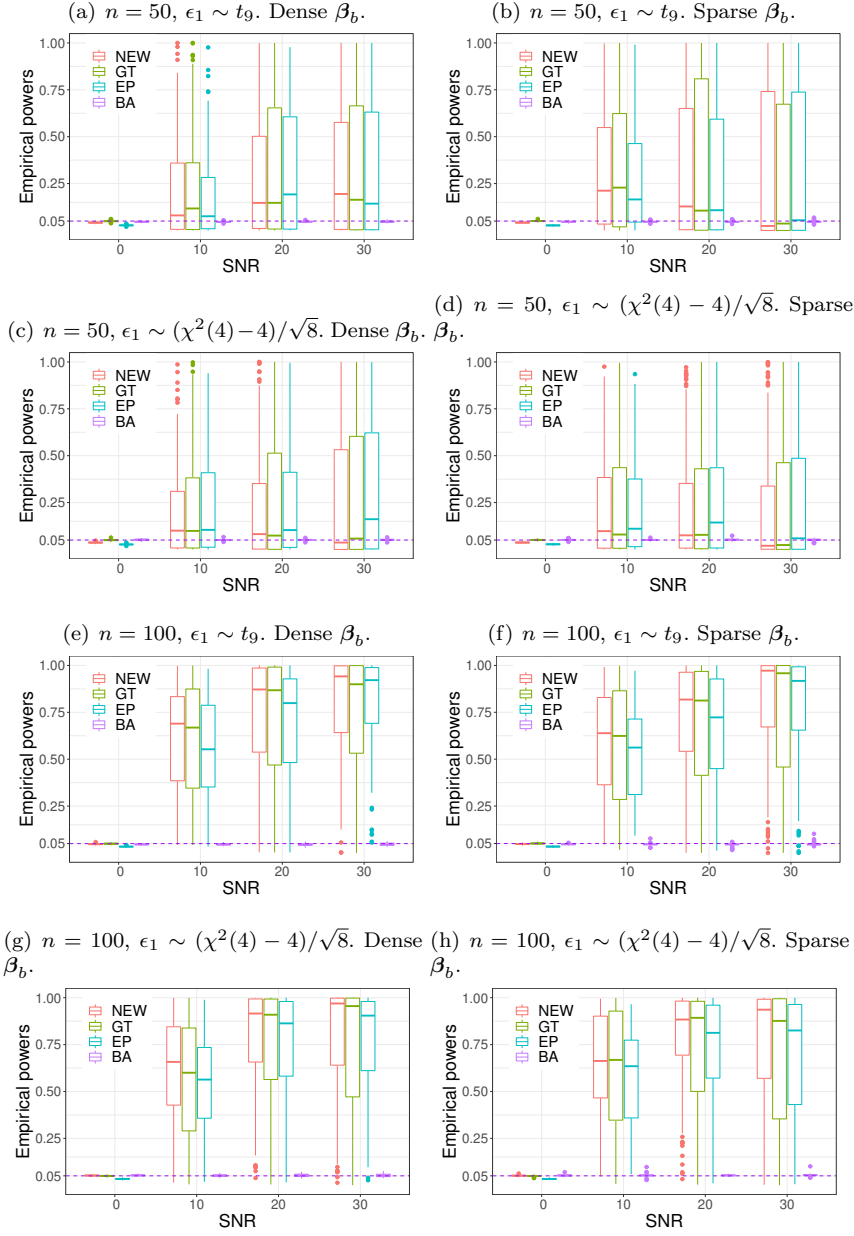 (a) n = 50, ϵ₁ ∼ t₉. Dense β_b.
(b) n = 50, ϵ₁ ∼ t₉. Sparse β_b.
Empirical powers
1.00
0.75
0.50
0.25
0.05
NEW
GT
EP
BA
0 10 20 30
SNR
Empirical powers
1.00
0.75
0.50
0.25
0.05
NEW
GT
EP
BA
0 10 20 30
SNR
(c) n = 50, ϵ₁ ∼ (χ²(4)−4)/√8. Dense β_b.
(d) n = 50, ϵ₁ ∼ (χ²(4) − 4)/√8. Sparse
β_b.
Empirical powers
1.00
0.75
0.50
0.25
0.05
NEW
GT
EP
BA
0 10 20 30
SNR
Empirical powers
1.00
0.75
0.50
0.25
0.05
NEW
GT
EP
BA
0 10 20 30
SNR
(e) n = 100, ϵ₁ ∼ t₉. Dense β_b.
(f) n = 100, ϵ₁ ∼ t₉. Sparse β_b.
Empirical powers
1.00
0.75
0.50
0.25
0.05
NEW
GT
EP
BA
0 10 20 30
SNR
Empirical powers
1.00
0.75
0.50
0.25
0.05
NEW
GT
EP
BA
0 10 20 30
SNR
(g) n = 100, ϵ₁ ∼ (χ²(4) − 4)/√8. Dense
β_b.
(h) n = 100, ϵ₁ ∼ (χ²(4) − 4)/√8. Sparse
β_b.
Empirical powers
1.00
0.75
0.50
0.25
0.05
NEW
GT
EP
BA
0 10 20 30
SNR
Empirical powers
1.00
0.75
0.50
0.25
0.05
NEW
GT
EP
BA
0 10 20 30
SNR